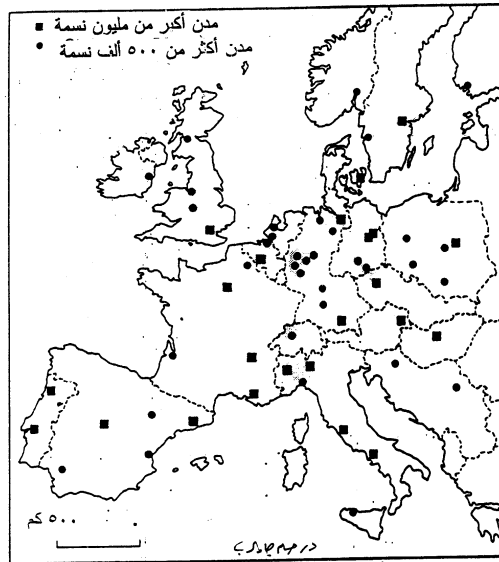 مدن أكبر من مليون نسمة
مدن أكثر من ٥٠٠ ألف نسمة
٥٠٠ كم